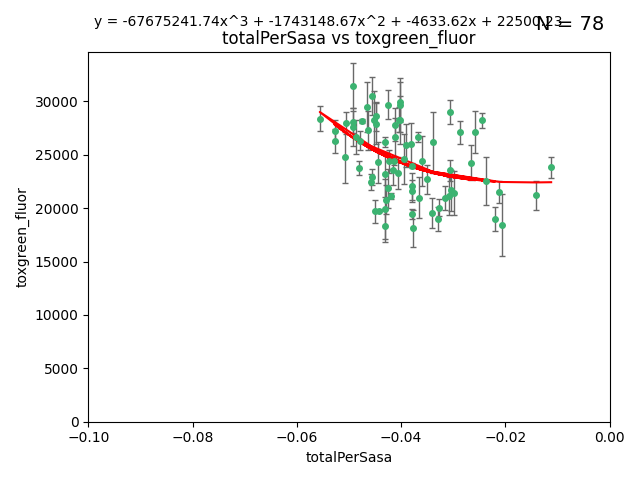 y = -67675241.74x^3 + -1743148.67x^2 + -4633.62x + 22500.23
N = 78
totalPerSasa vs toxgreen_fluor
toxgreen_fluor
30000
25000
20000
15000
10000
5000
0
−0.10 −0.08 −0.06 −0.04 −0.02 0.00
totalPerSasa